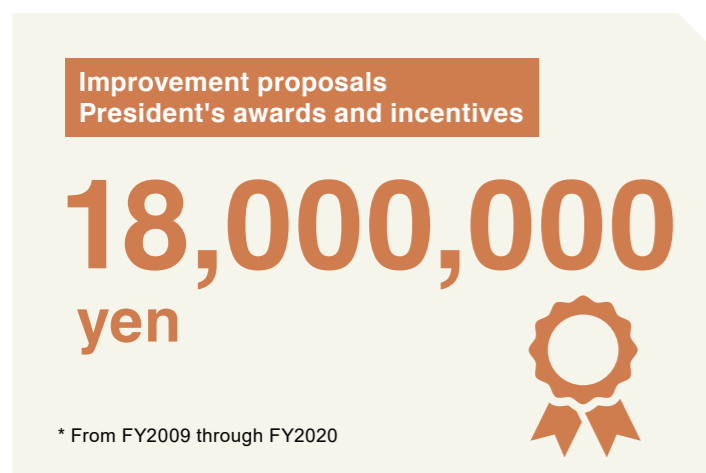 Improvement proposals
President's awards and incentives
18,000,000
yen
* From FY2009 through FY2020